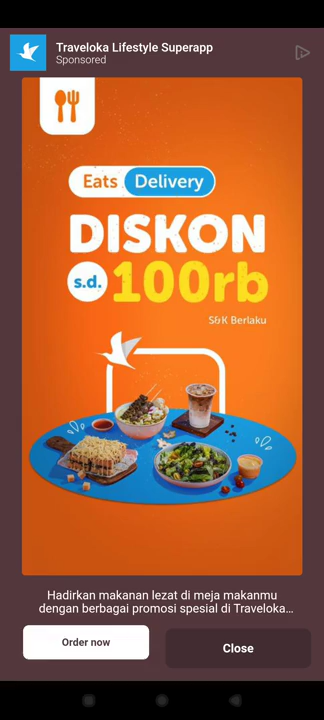 Traveloka Lifestyle Superapp
Sponsored
Eats Delivery
DISKON
s.d. 100rb
S&K Berlaku
Hadirkan makanan lezat di meja makanmu
dengan berbagai promosi spesial di Traveloka...
Order now
Close